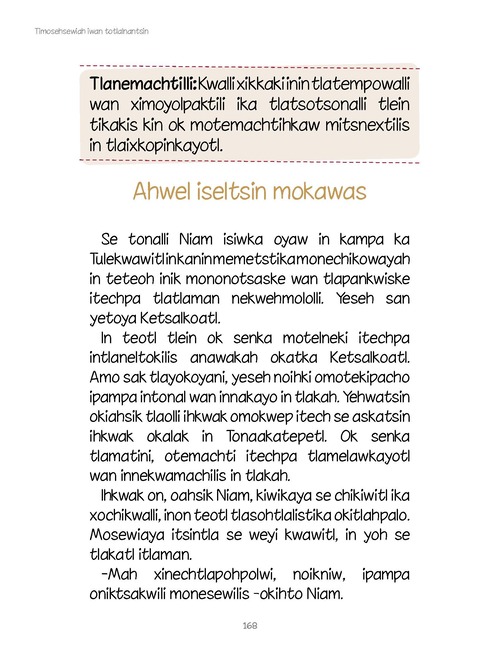 Timosehsewiah iwan totlalnantsin
Tlanemachtilli: Kwalli xikkaki inin tlatempowalli
wan ximoyolpaktili ika tlatsotsonalli tlein
tikakis kin ok motemachtihkaw mitsnextilis
in tlaixkopinkayotl.
Ahwel iseltsin mokawas
Se tonalli Niam isiwka oyaw in kampa ka
Tulekwawitl inkanin memetstika monechikowayah
in teteoh inik mononotsaske wan tlapankwiske
itechpa tlatlaman nekwehmololli. Yeseh san
yetoya Ketsalkoatl.
In teotl tlein ok senka motelneki itechpa
intlaneltokilis anawakah okatka Ketsalkoatl.
Amo sak tlayokoyani, yeseh noihki omotekipacho
ipampa intonal wan innakayo in tlakah. Yehwatsin
okiahsik tlaolli ihkwak omokwep itech se askatsin
ihkwak okalak in Tonaakatepetl. Ok senka
tlamatini, otemachti itechpa tlamelawkayotl
wan innekwamachilis in tlakah.
Ihkwak on, oahsik Niam, kiwikaya se chikiwitl ika
xochikwalli, inon teotl tlasohtlalistika okitlahpalo.
Mosewiaya itsintla se weyi kwawitl, in yoh se
tlakatl itlaman.
-Mah xinechtlapohpolwi, noikniw, ipampa
oniktsakwili monesewilis -okihto Niam.
168